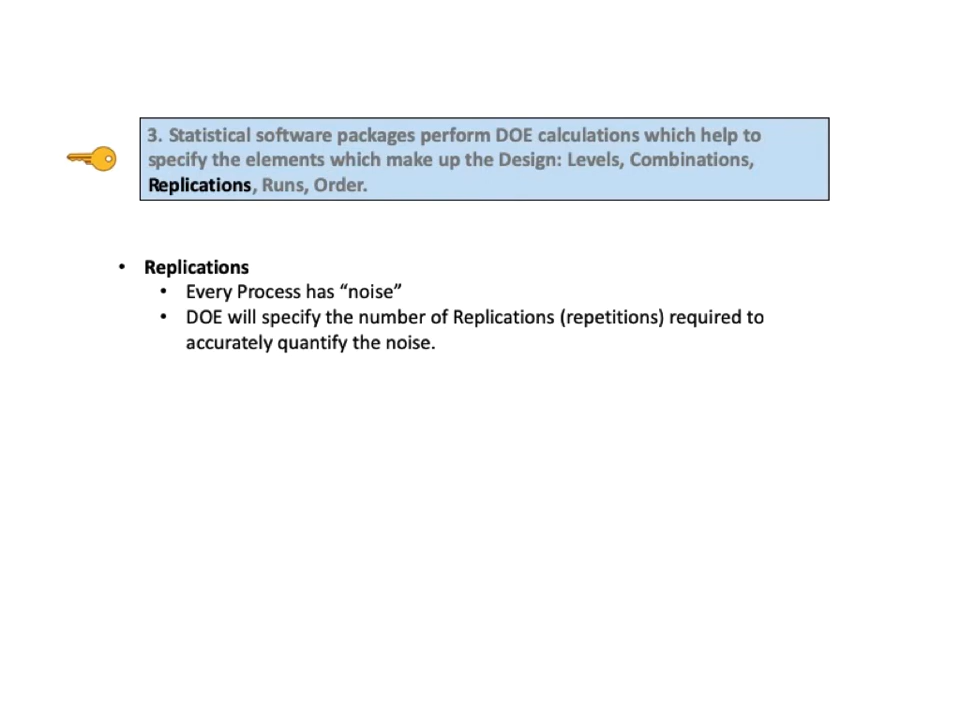 3. Statistical software packages perform DOE calculations which help to
specify the elements which make up the Design: Levels, Combinations,
Replications, Runs, Order.
• Replications
• Every Process has “noise”
• DOE will specify the number of Replications (repetitions) required to
accurately quantify the noise.